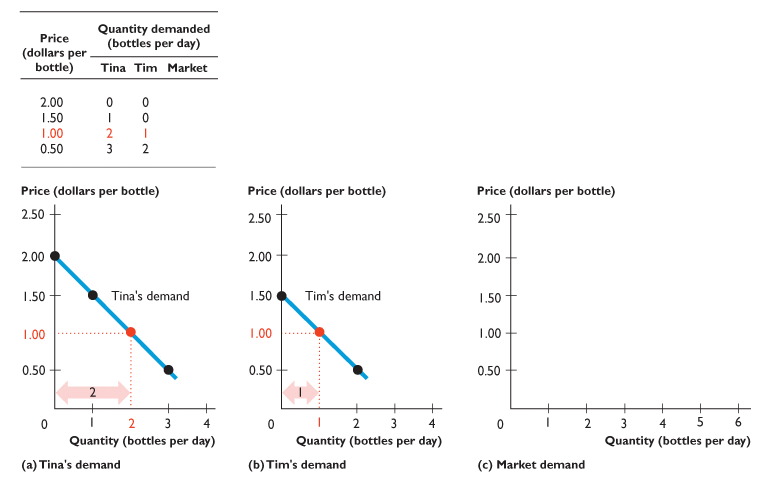 Quantity demanded
Price (bottles per day)
(dollars per
bottle) Tina Tim Market
2.00 0 0
1.50 1 0
1.00 2 1
0.50 3 2
Price (dollars per bottle)
2.50
2.00
1.50
1.00
0.50
Tina's demand
2
0 1 2 3 4
Quantity (bottles per day)
(a) Tina's demand
Price (dollars per bottle)
2.50
2.00
1.50
1.00
0.50
Tim's demand
1
0 1 2 3 4
Quantity (bottles per day)
(b) Tim's demand
Price (dollars per bottle)
2.50
2.00
1.50
1.00
0.50
0 1 2 3 4 5 6
Quantity (bottles per day)
(c) Market demand